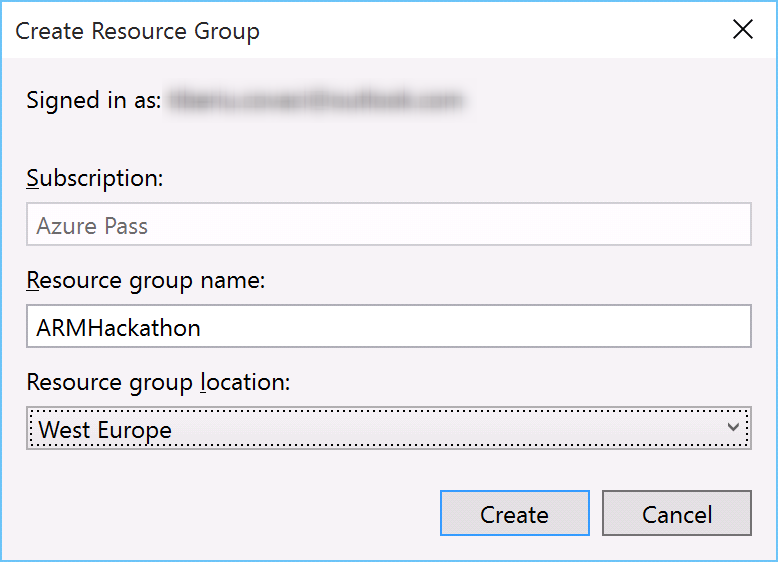 Create Resource Group
Signed in as:
Subscription:
Azure Pass
Resource group name:
ARMHackathon
Resource group location:
West Europe
Create
Cancel